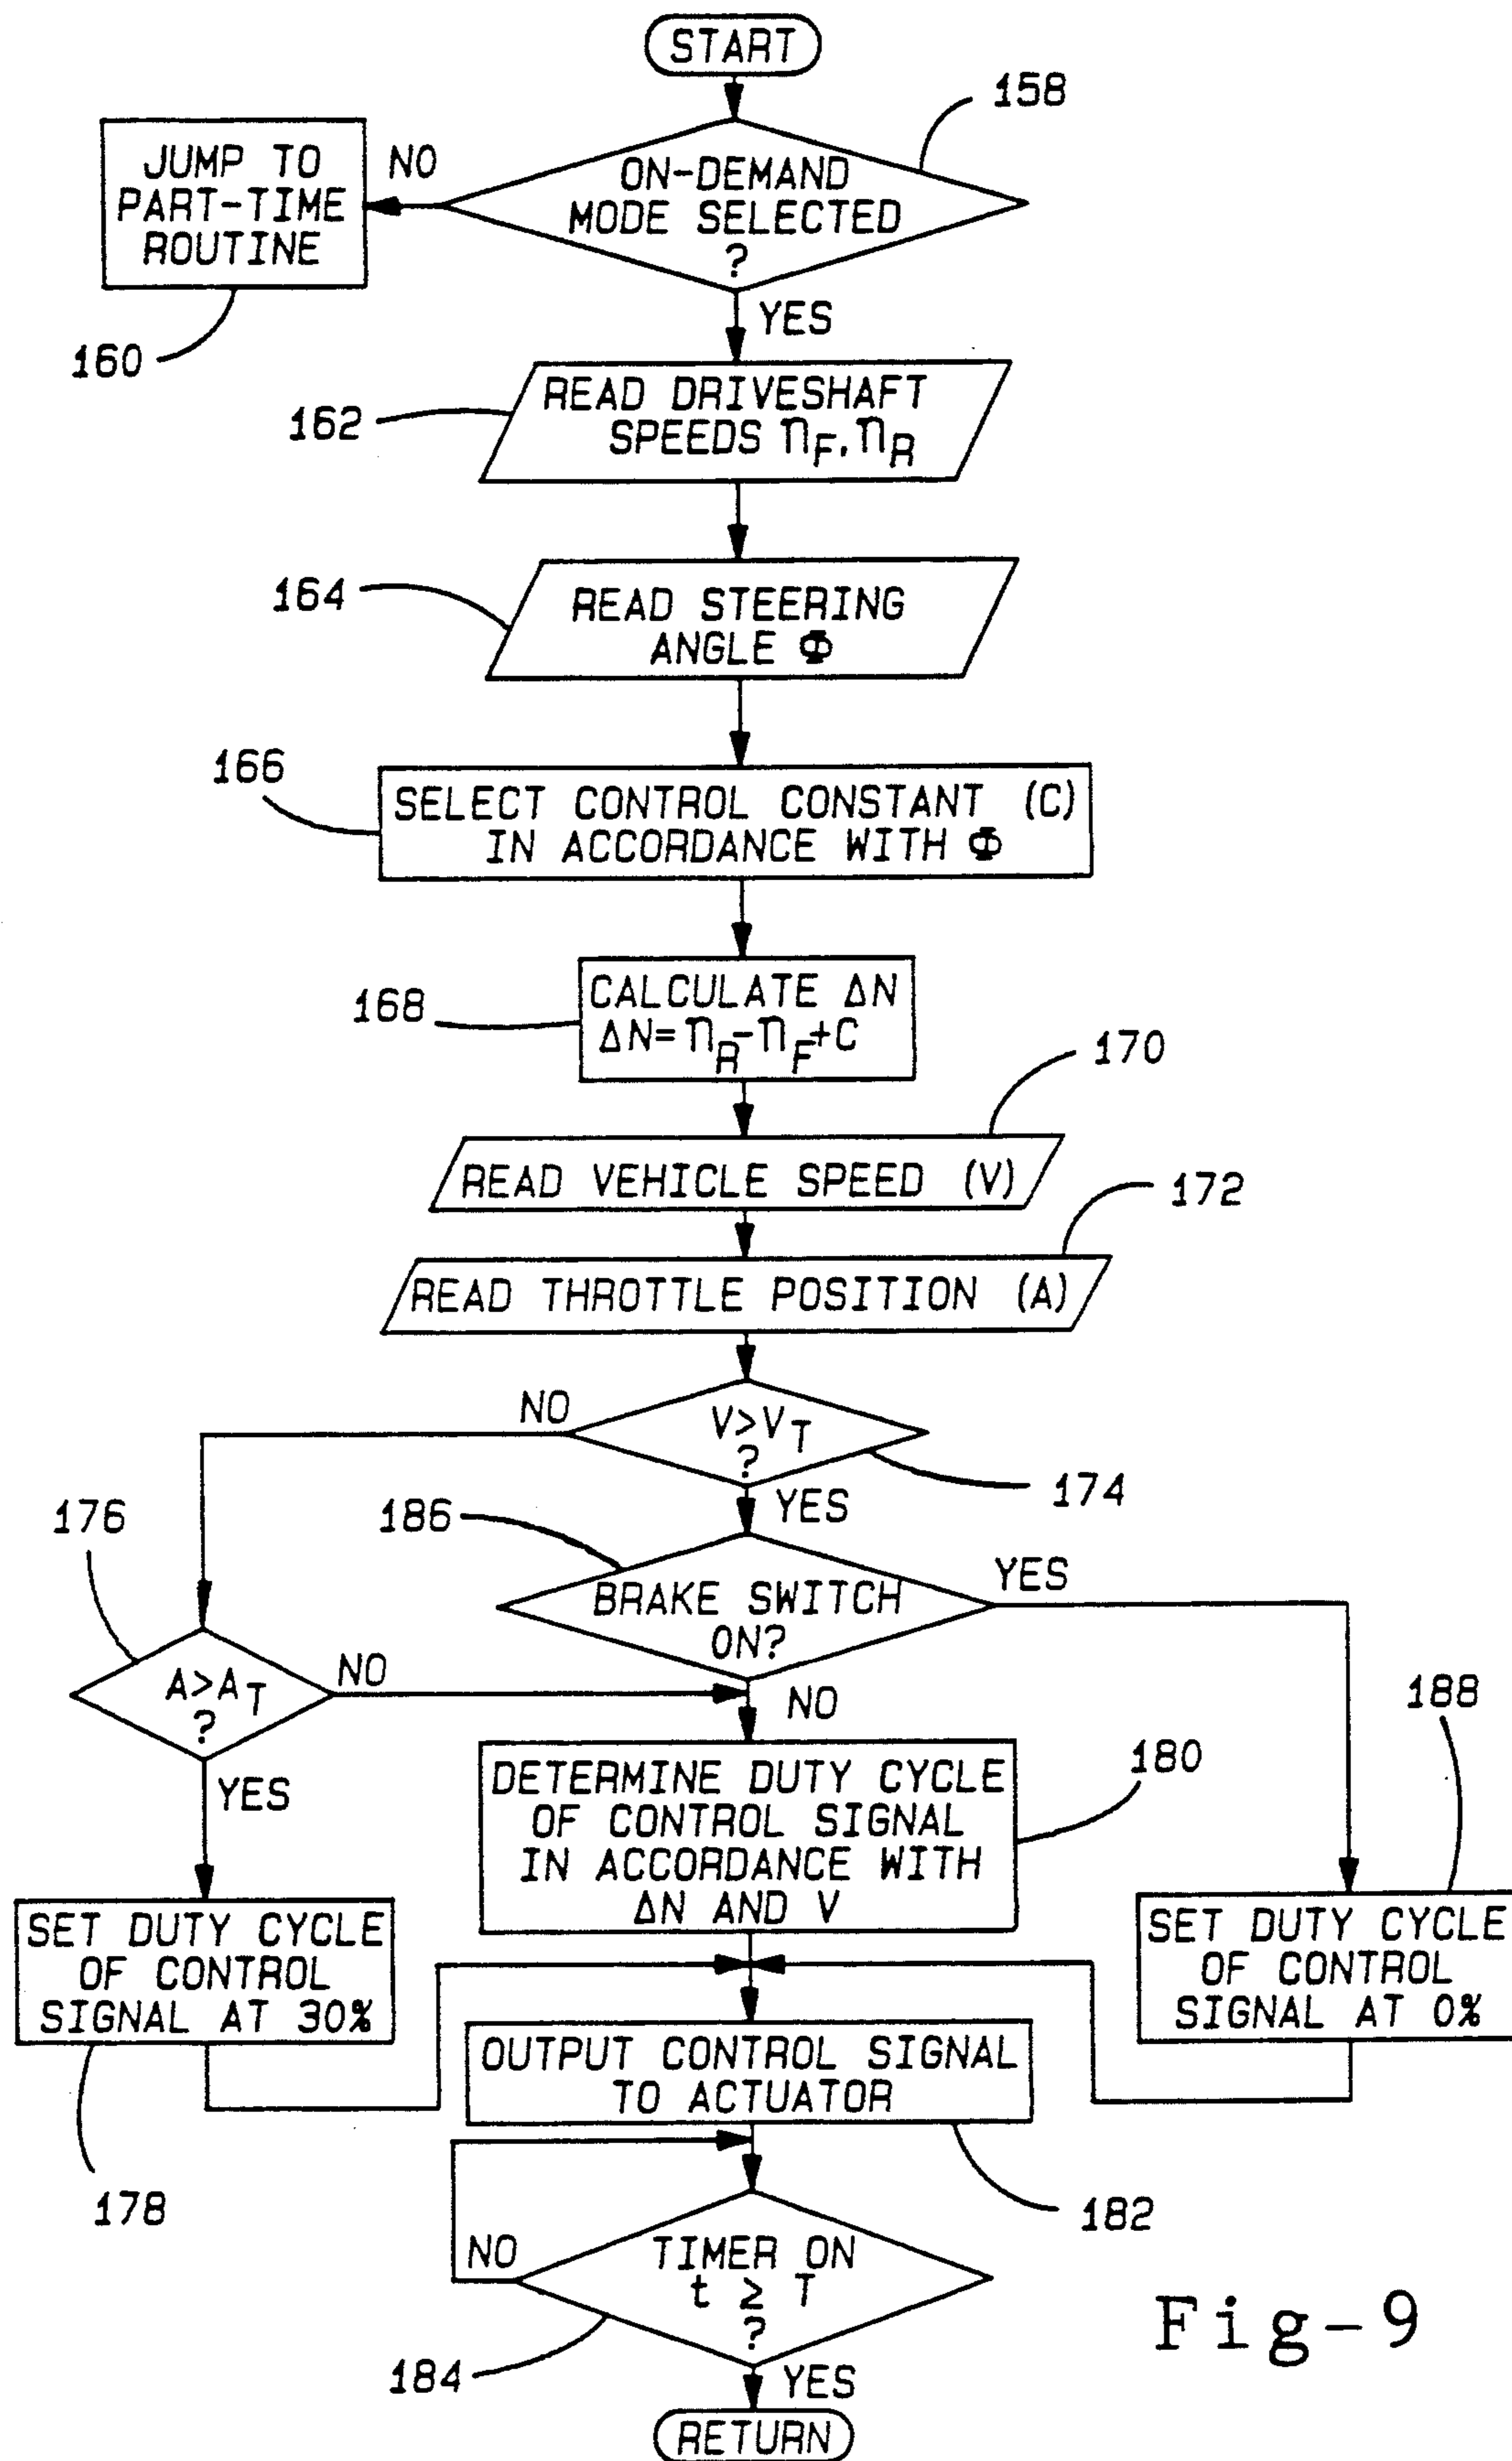 START
158
ON-DEMAND
MODE SELECTED
?
NO
JUMP TO
PART-TIME
ROUTINE
160
YES
READ DRIVESHAFT
SPEEDS nF, nR
162
READ STEERING
ANGLE Φ
164
166
SELECT CONTROL CONSTANT (C)
IN ACCORDANCE WITH Φ
168
CALCULATE ΔN
ΔN=nR-nF+C
170
READ VEHICLE SPEED (V)
172
READ THROTTLE POSITION (A)
NO
V>VT
?
174
YES
176
186
BRAKE SWITCH
ON?
YES
A>AT
?
NO
NO
188
YES
DETERMINE DUTY CYCLE
OF CONTROL SIGNAL
IN ACCORDANCE WITH
ΔN AND V
180
SET DUTY CYCLE
OF CONTROL
SIGNAL AT 30%
SET DUTY CYCLE
OF CONTROL
SIGNAL AT 0%
OUTPUT CONTROL SIGNAL
TO ACTUATOR
178
182
NO
TIMER ON
t ≥ T
?
184
YES
RETURN
Fig-9